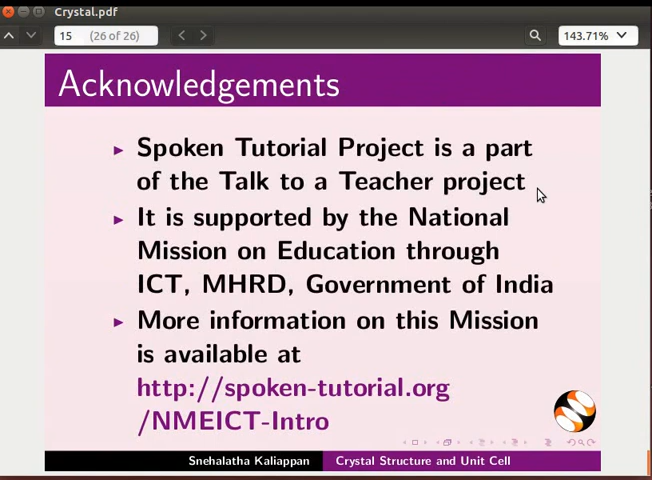 Crystal.pdf
15 (26 of 26) 143.71%
Acknowledgements
Spoken Tutorial Project is a part
of the Talk to a Teacher project
It is supported by the National
Mission on Education through
ICT, MHRD, Government of India
More information on this Mission
is available at
http://spoken-tutorial.org
/NMEICT-Intro
Snehalatha Kaliappan Crystal Structure and Unit Cell